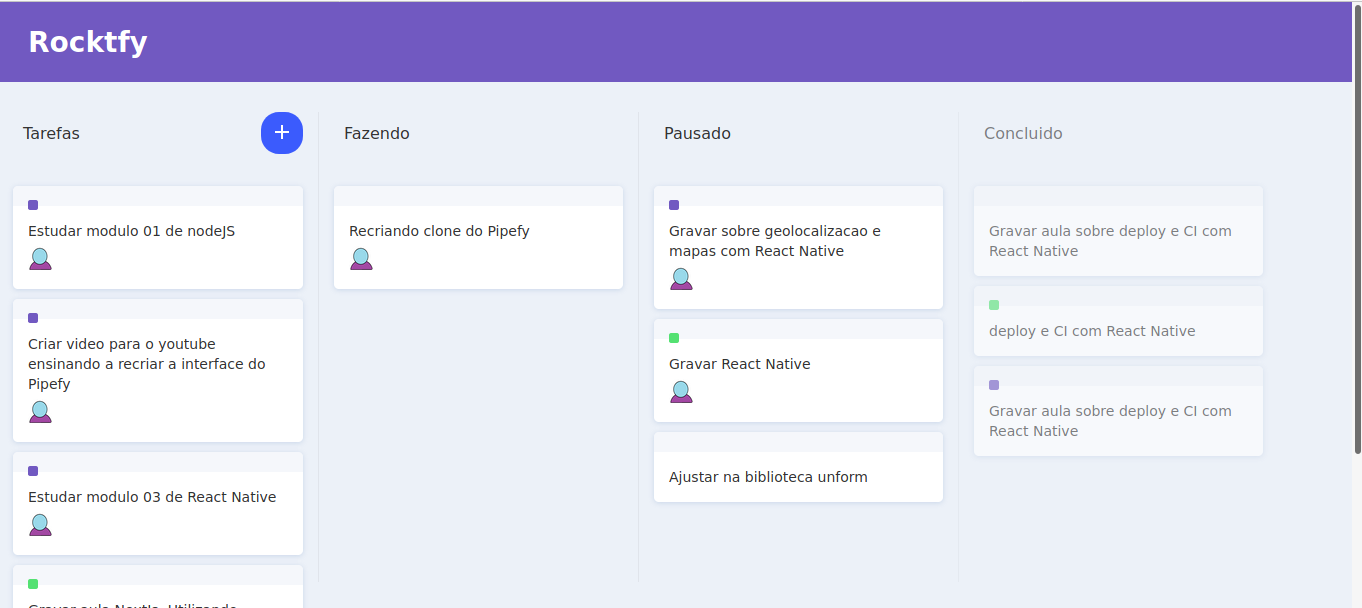 Rocktfy
Tarefas
+
Estudar modulo 01 de nodeJS
Criar video para o youtube
ensinando a recriar a interface do
Pipefy
Estudar modulo 03 de React Native
Fazendo
Recriando clone do Pipefy
Pausado
Gravar sobre geolocalizacao e
mapas com React Native
Gravar React Native
Ajustar na biblioteca unform
Concluido
Gravar aula sobre deploy e CI com
React Native
deploy e CI com React Native
Gravar aula sobre deploy e CI com
React Native